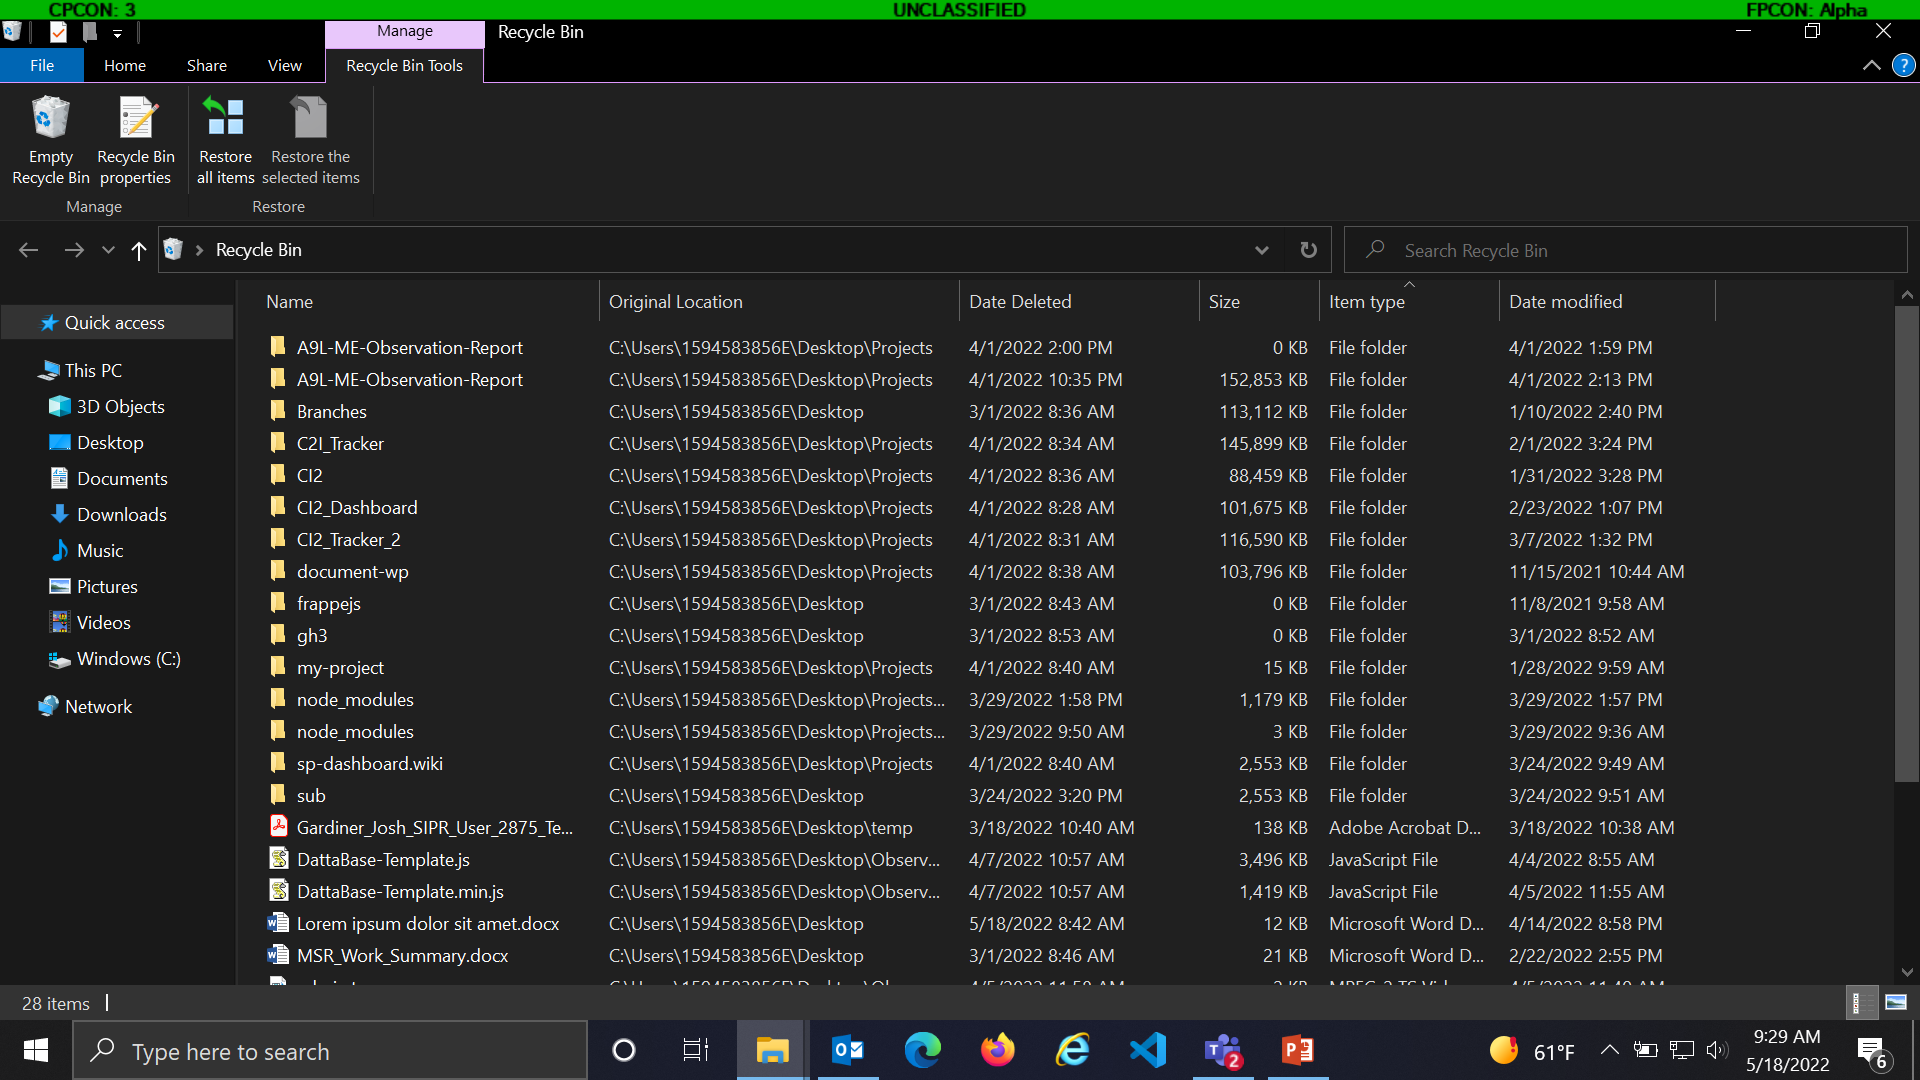 CPCON: 3 UNCLASSIFIED FPCON: Alpha
Manage Recycle Bin
File Home Share View Recycle Bin Tools
Empty Recycle Bin Recycle Bin properties Restore all items Restore the selected items
Manage Restore
Recycle Bin Search Recycle Bin
Name Original Location Date Deleted Size Item type Date modified
Quick access
This PC
3D Objects
Desktop
Documents
Downloads
Music
Pictures
Videos
Windows (C:)
Network
A9L-ME-Observation-Report C:\Users\1594583856E\Desktop\Projects 4/1/2022 2:00 PM 0 KB File folder 4/1/2022 1:59 PM
A9L-ME-Observation-Report C:\Users\1594583856E\Desktop\Projects 4/1/2022 10:35 PM 152,853 KB File folder 4/1/2022 2:13 PM
Branches C:\Users\1594583856E\Desktop 3/1/2022 8:36 AM 113,112 KB File folder 1/10/2022 2:40 PM
C2I_Tracker C:\Users\1594583856E\Desktop\Projects 4/1/2022 8:34 AM 145,899 KB File folder 2/1/2022 3:24 PM
CI2 C:\Users\1594583856E\Desktop\Projects 4/1/2022 8:36 AM 88,459 KB File folder 1/31/2022 3:28 PM
CI2_Dashboard C:\Users\1594583856E\Desktop\Projects 4/1/2022 8:28 AM 101,675 KB File folder 2/23/2022 1:07 PM
CI2_Tracker_2 C:\Users\1594583856E\Desktop\Projects 4/1/2022 8:31 AM 116,590 KB File folder 3/7/2022 1:32 PM
document-wp C:\Users\1594583856E\Desktop\Projects 4/1/2022 8:38 AM 103,796 KB File folder 11/15/2021 10:44 AM
frappejs C:\Users\1594583856E\Desktop 3/1/2022 8:43 AM 0 KB File folder 11/8/2021 9:58 AM
gh3 C:\Users\1594583856E\Desktop 3/1/2022 8:53 AM 0 KB File folder 3/1/2022 8:52 AM
my-project C:\Users\1594583856E\Desktop\Projects 4/1/2022 8:40 AM 15 KB File folder 1/28/2022 9:59 AM
node_modules C:\Users\1594583856E\Desktop\Projects... 3/29/2022 1:58 PM 1,179 KB File folder 3/29/2022 1:57 PM
node_modules C:\Users\1594583856E\Desktop\Projects... 3/29/2022 9:50 AM 3 KB File folder 3/29/2022 9:36 AM
sp-dashboard.wiki C:\Users\1594583856E\Desktop\Projects 4/1/2022 8:40 AM 2,553 KB File folder 3/24/2022 9:49 AM
sub C:\Users\1594583856E\Desktop 3/24/2022 3:20 PM 2,553 KB File folder 3/24/2022 9:51 AM
Gardiner_Josh_SIPR_User_2875_Te... C:\Users\1594583856E\Desktop\temp 3/18/2022 10:40 AM 138 KB Adobe Acrobat D... 3/18/2022 10:38 AM
DattaBase-Template.js C:\Users\1594583856E\Desktop\Observ... 4/7/2022 10:57 AM 3,496 KB JavaScript File 4/4/2022 8:55 AM
DattaBase-Template.min.js C:\Users\1594583856E\Desktop\Observ... 4/7/2022 10:57 AM 1,419 KB JavaScript File 4/5/2022 11:55 AM
Lorem ipsum dolor sit amet.docx C:\Users\1594583856E\Desktop 5/18/2022 8:42 AM 12 KB Microsoft Word D... 4/14/2022 8:58 PM
MSR_Work_Summary.docx C:\Users\1594583856E\Desktop 3/1/2022 8:46 AM 21 KB Microsoft Word D... 2/22/2022 2:55 PM
28 items
Type here to search 2 61°F 9:29 AM 6
5/18/2022